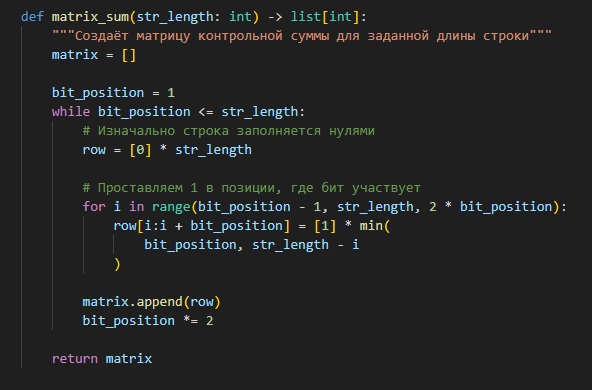 def matrix_sum(str_length: int) -> list[int]:
    """Создаёт матрицу контрольной суммы для заданной длины строки"""
    matrix = []

    bit_position = 1
    while bit_position <= str_length:
        # Изначально строка заполняется нулями
        row = [0] * str_length

        # Проставляем 1 в позиции, где бит участвует
        for i in range(bit_position - 1, str_length, 2 * bit_position):
            row[i:i + bit_position] = [1] * min(
                bit_position, str_length - i
            )

        matrix.append(row)
        bit_position *= 2

    return matrix